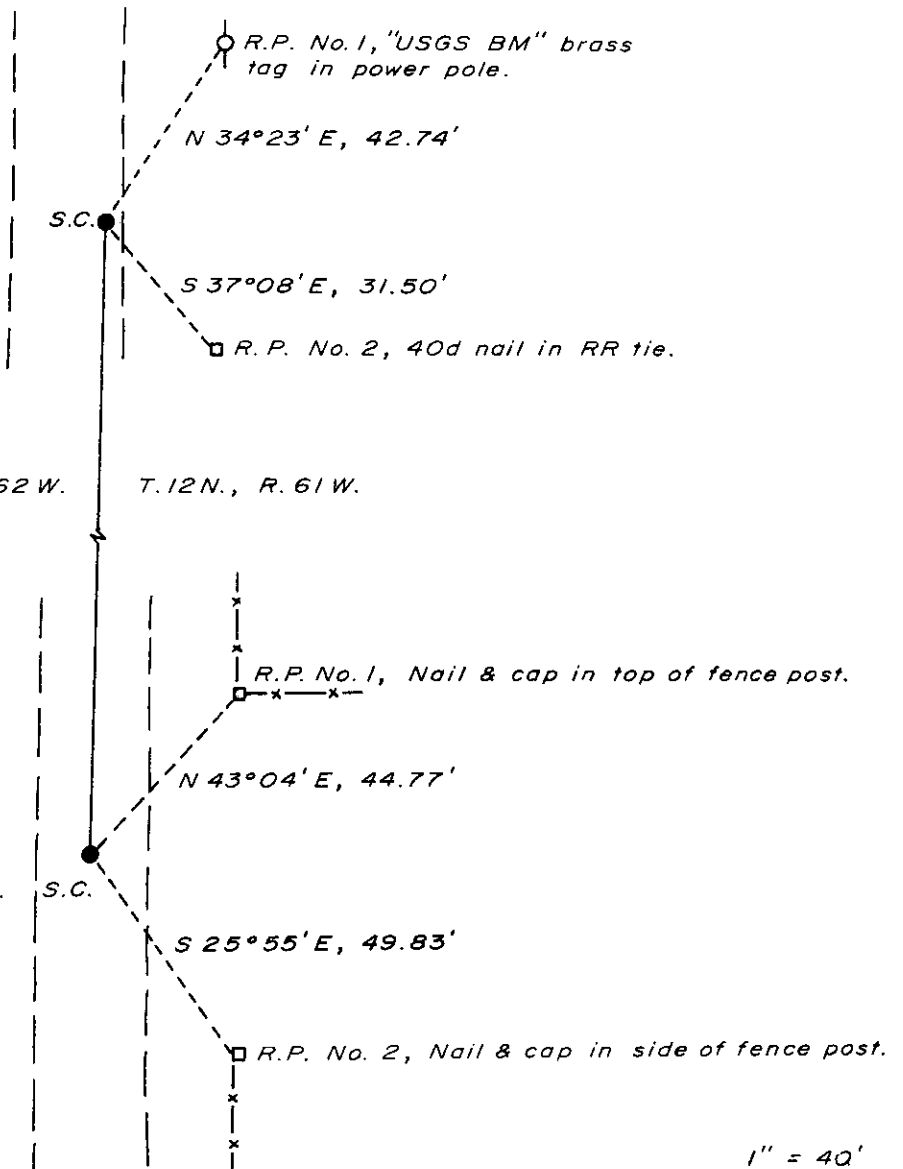 R.P. No. 1, "USGS BM" brass
tag in power pole.
N 34°23' E, 42.74'
S.C.
S 37°08' E, 31.50'
R.P. No. 2, 40d nail in RR tie.
62 W. T.12N., R. 61 W.
R.P. No. 1, Nail & cap in top of fence post.
N 43°04' E, 44.77'
S.C.
S 25°55' E, 49.83'
R.P. No. 2, Nail & cap in side of fence post.
1" = 40'